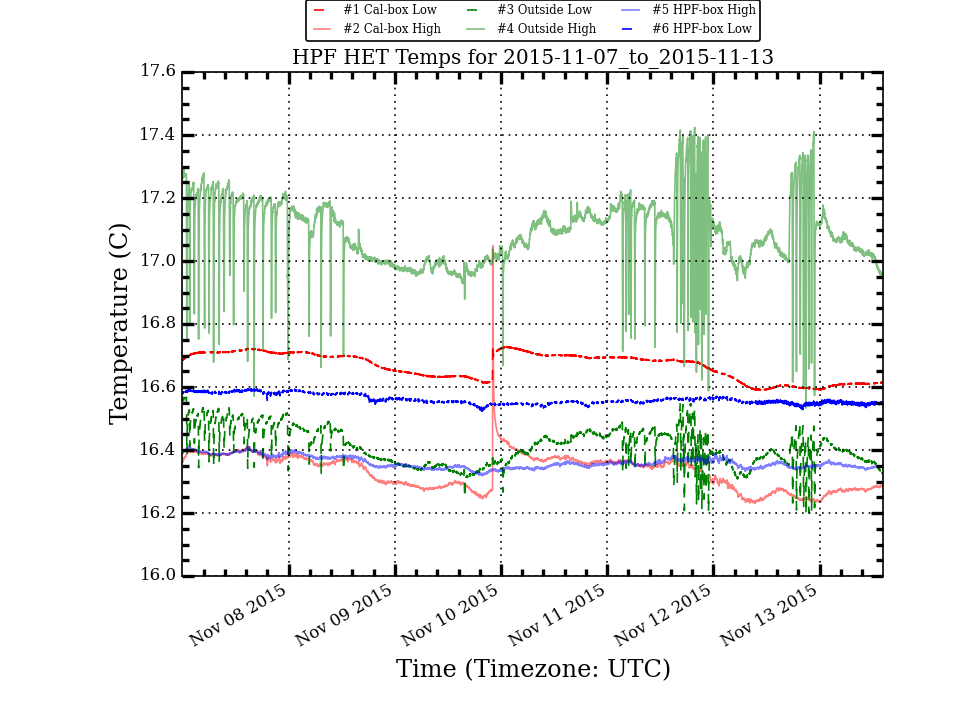 #1 Cal-box Low #3 Outside Low #5 HPF-box High
#2 Cal-box High #4 Outside High #6 HPF-box Low
HPF HET Temps for 2015-11-07_to_2015-11-13
17.6
17.4
17.2
17.0
16.8
16.6
16.4
16.2
16.0
Temperature (C)
Nov 08 2015
Nov 09 2015
Nov 10 2015
Nov 11 2015
Nov 12 2015
Nov 13 2015
Time (Timezone: UTC)